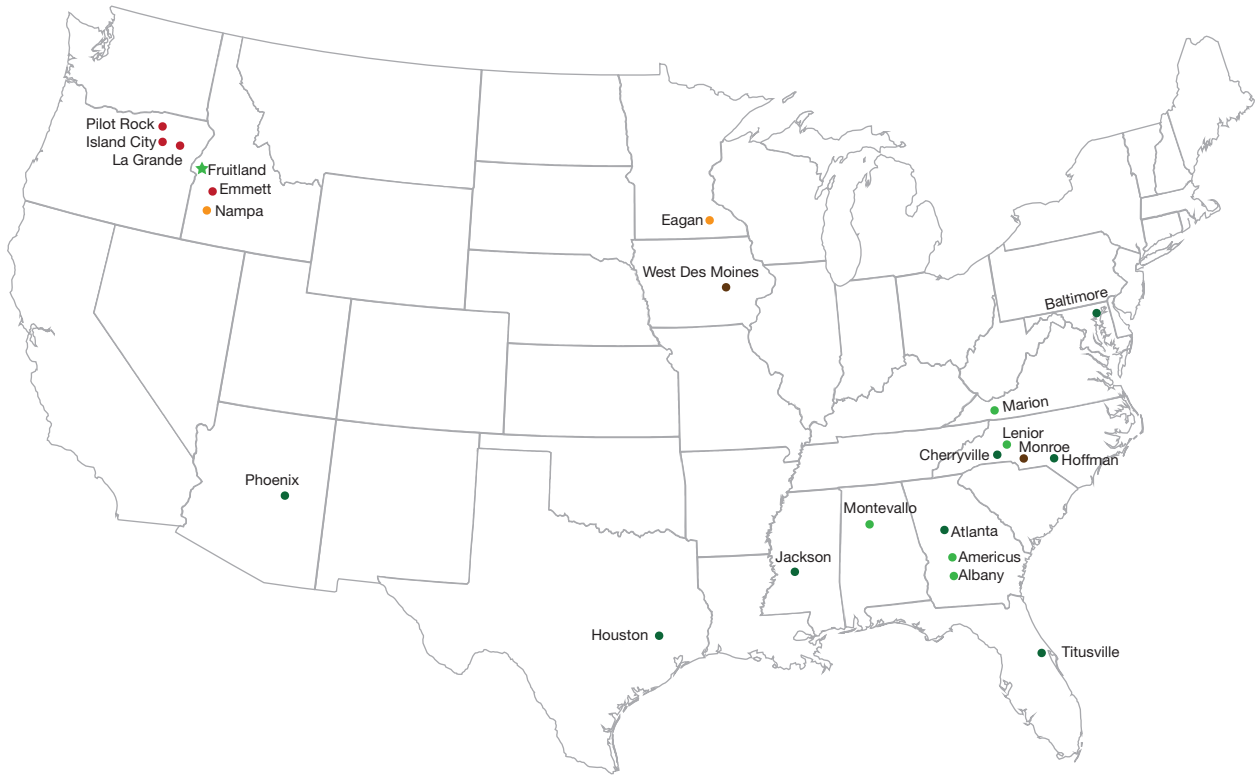 Pilot Rock
Island City
La Grande
Fruitland
Emmett
Nampa
Eagan
West Des Moines
Baltimore
Marion
Lenior
Monroe
Cherryville
Hoffman
Phoenix
Montevallo
Atlanta
Jackson
Americus
Albany
Houston
Titusville